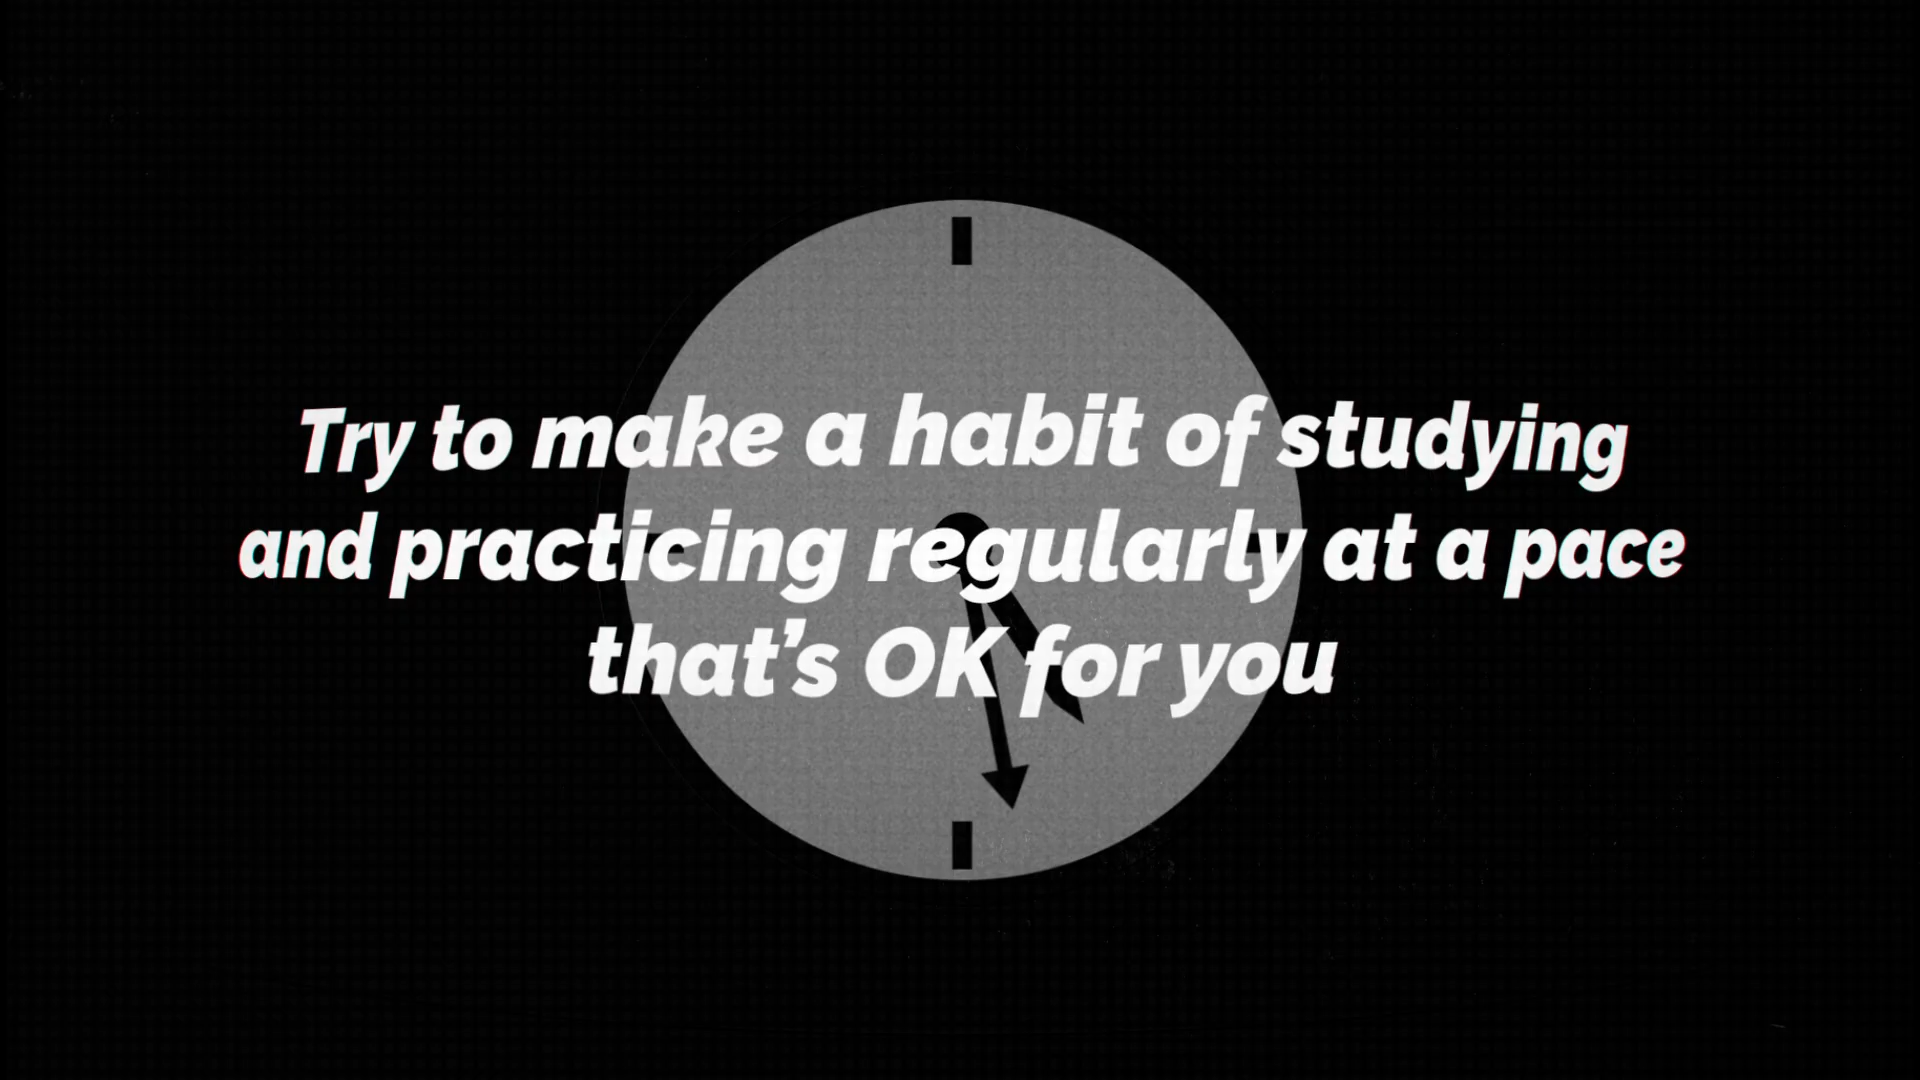 Try to make a habit of studying
and practicing regularly at a pace
that’s OK for you